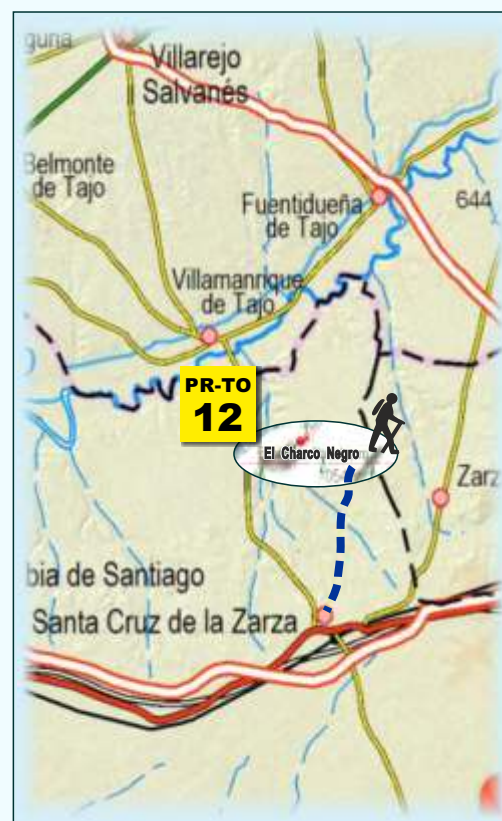 guna
Villarejo
Salvanés
Belmonte
de Tajo
Fuentidueña
de Tajo
644
Villamanrique
de Tajo
PR-TO
12
El Charco Negro
Zarz
bia de Santiago
Santa Cruz de la Zarza